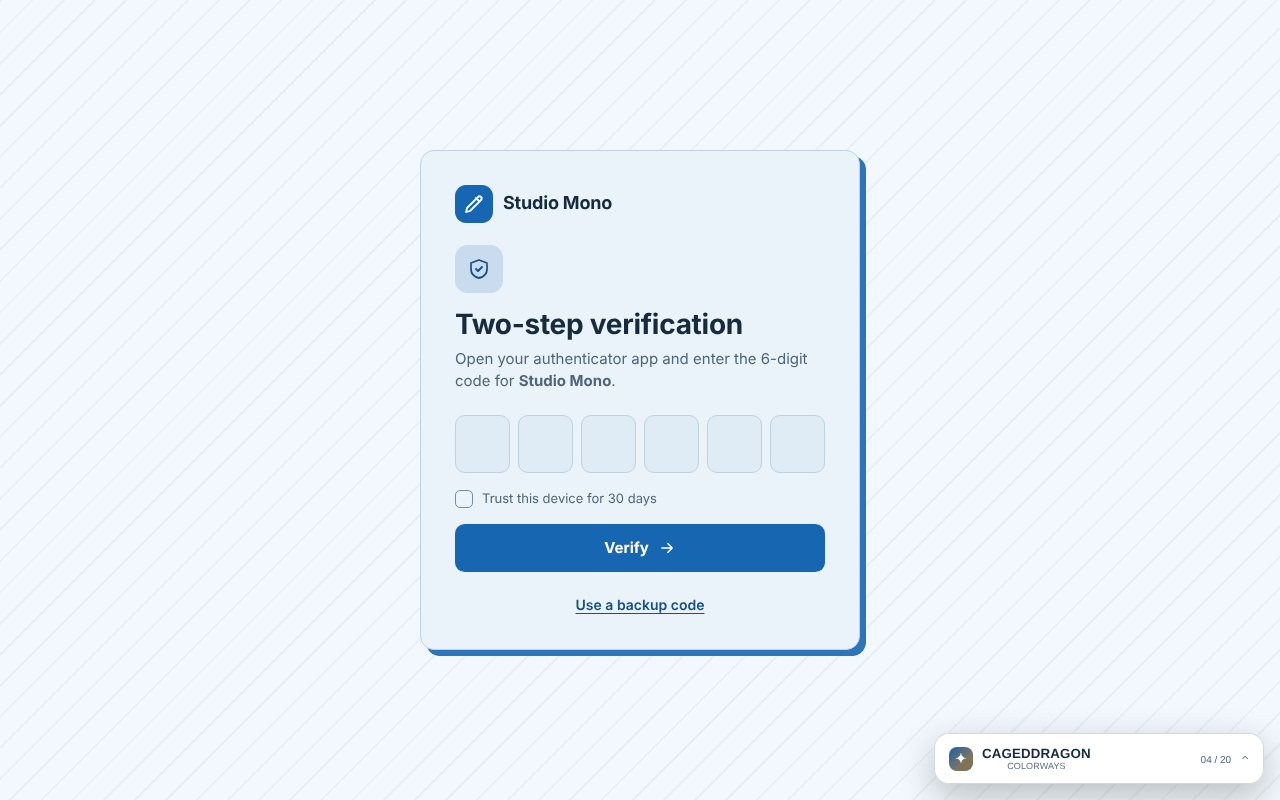 Studio Mono
Two-step verification
Open your authenticator app and enter the 6-digit
code for Studio Mono.
Trust this device for 30 days
Verify
Use a backup code
CAGEDDRAGON
COLORWAYS
04 / 20